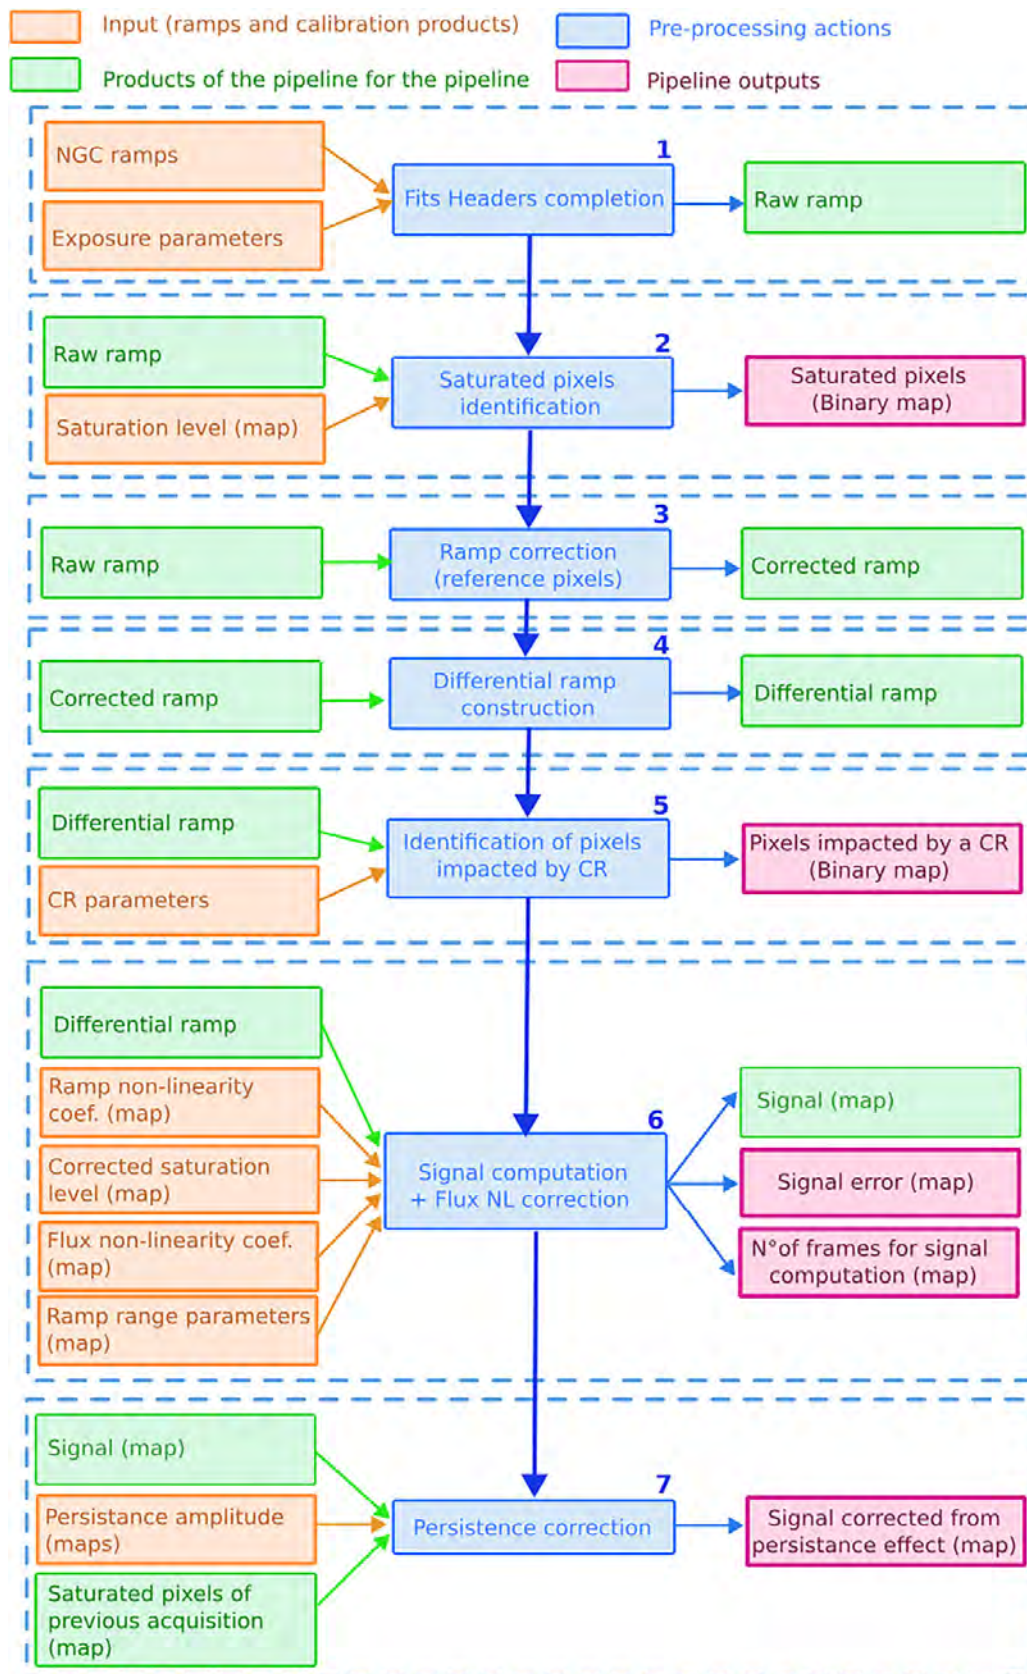 Input (ramps and calibration products)
Pre-processing actions
Products of the pipeline for the pipeline
Pipeline outputs
NGC ramps
Exposure parameters
1
Fits Headers completion
Raw ramp
Raw ramp
Saturation level (map)
2
Saturated pixels
identification
Saturated pixels
(Binary map)
Raw ramp
3
Ramp correction
(reference pixels)
Corrected ramp
Corrected ramp
4
Differential ramp
construction
Differential ramp
Differential ramp
CR parameters
5
Identification of pixels
impacted by CR
Pixels impacted by a CR
(Binary map)
Differential ramp
Ramp non-linearity
coef. (map)
Corrected saturation
level (map)
Flux non-linearity coef.
(map)
Ramp range parameters
(map)
6
Signal computation
+ Flux NL correction
Signal (map)
Signal error (map)
N°of frames for signal
computation (map)
Signal (map)
Persistance amplitude
(maps)
Saturated pixels of
previous acquisition
(map)
7
Persistence correction
Signal corrected from
persistance effect (map)